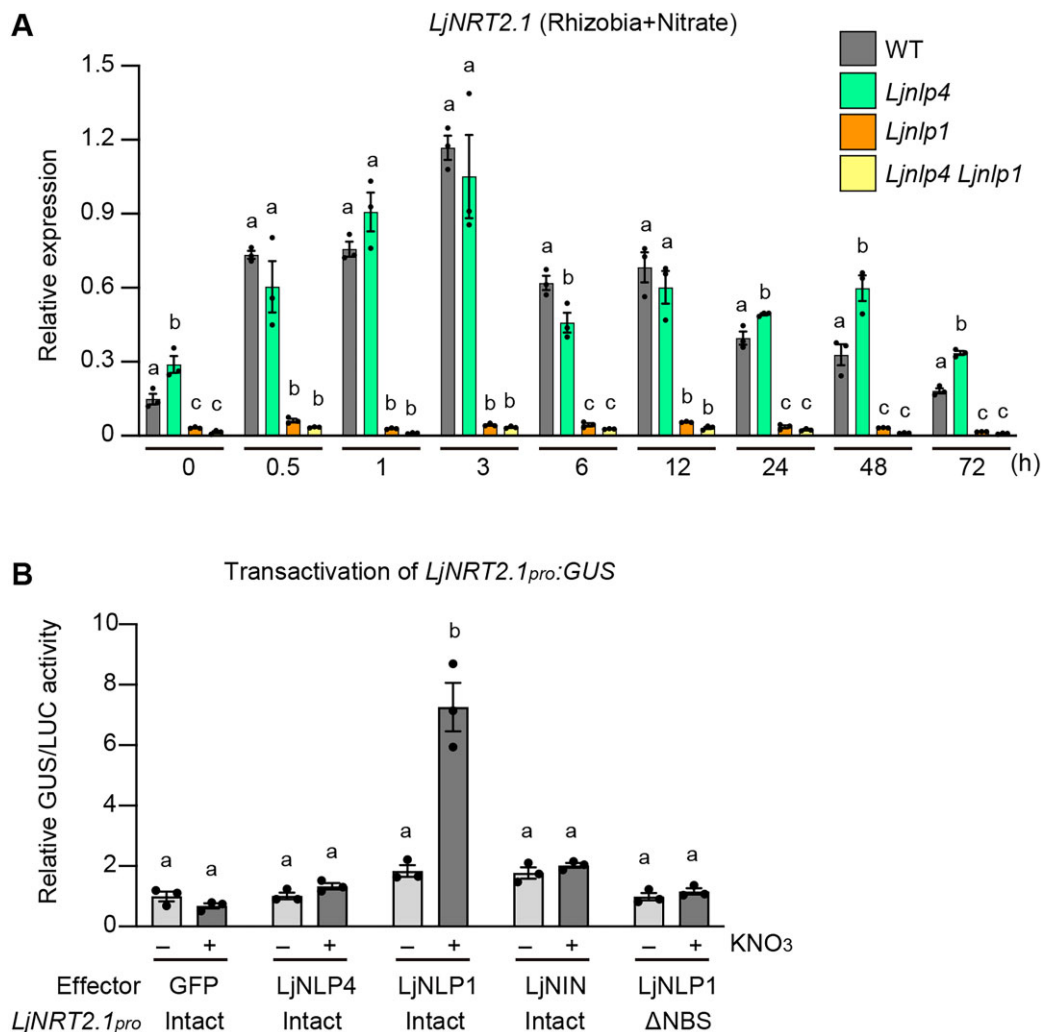 A
LjNRT2.1 (Rhizobia+Nitrate)
WT
Ljnlp4
Ljnlp1
Ljnlp4 Ljnlp1
Relative expression
1.5
1.2
0.9
0.6
0.3
0
a b c c
a a b b
a a b b
a a b b
a b c c
a a b b
a b c c
a b c c
a b c c
0 0.5 1 3 6 12 24 48 72 (h)
B
Transactivation of LjNRT2.1pro:GUS
Relative GUS/LUC activity
10
8
6
4
2
0
a a a a a b a a a a
– + – + – + – + – + KNO3
Effector GFP LjNLP4 LjNLP1 LjNIN LjNLP1
LjNRT2.1pro Intact Intact Intact Intact ΔNBS